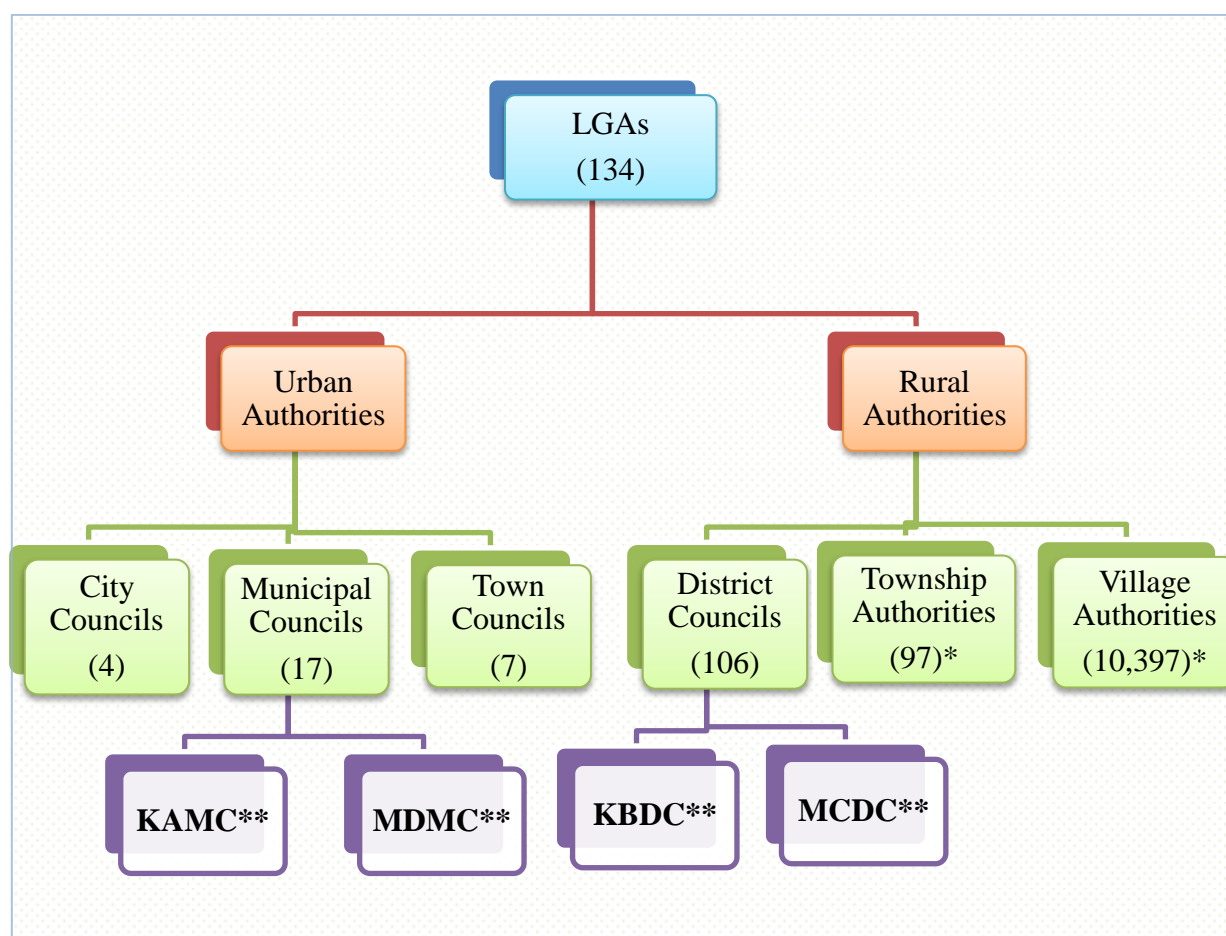 LGAs
(134)
Urban
Authorities
Rural
Authorities
City
Councils
(4)
Municipal
Councils
(17)
Town
Councils
(7)
District
Councils
(106)
Township
Authorities
(97)*
Village
Authorities
(10,397)*
KAMC**
MDMC**
KBDC**
MCDC**